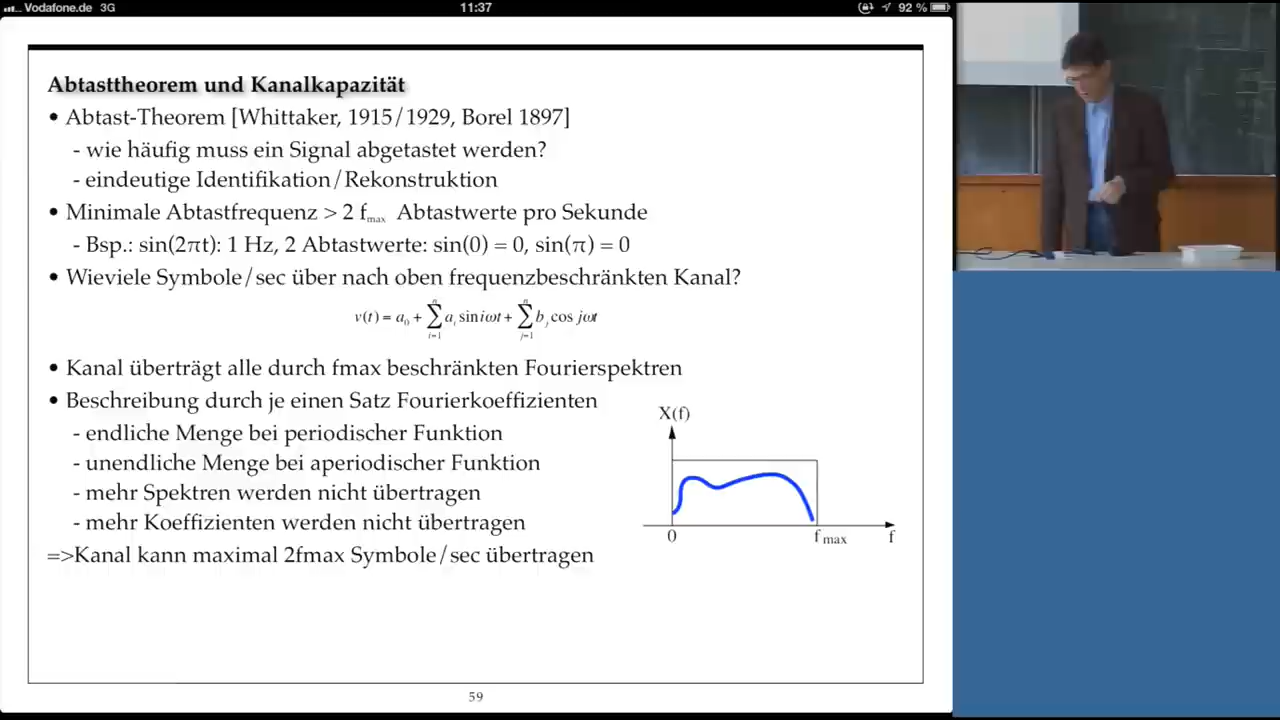 Vodafone.de 3G 11:37 92 %
Abtasttheorem und Kanalkapazität
• Abtast-Theorem [Whittaker, 1915/1929, Borel 1897]
- wie häufig muss ein Signal abgetastet werden?
- eindeutige Identifikation/Rekonstruktion
• Minimale Abtastfrequenz > 2 fmax Abtastwerte pro Sekunde
- Bsp.: sin(2πt): 1 Hz, 2 Abtastwerte: sin(0) = 0, sin(π) = 0
• Wieviele Symbole/sec über nach oben frequenzbeschränkten Kanal?
v(t) = a₀ + ∑ᵢ₌₁ⁿ aᵢ sin iωt + ∑ⱼ₌₁ⁿ bⱼ cos jωt
• Kanal überträgt alle durch fmax beschränkten Fourierspektren
• Beschreibung durch je einen Satz Fourierkoeffizienten
- endliche Menge bei periodischer Funktion
- unendliche Menge bei aperiodischer Funktion
- mehr Spektren werden nicht übertragen
- mehr Koeffizienten werden nicht übertragen
=>Kanal kann maximal 2fmax Symbole/sec übertragen
X(f)
0 f max f
59